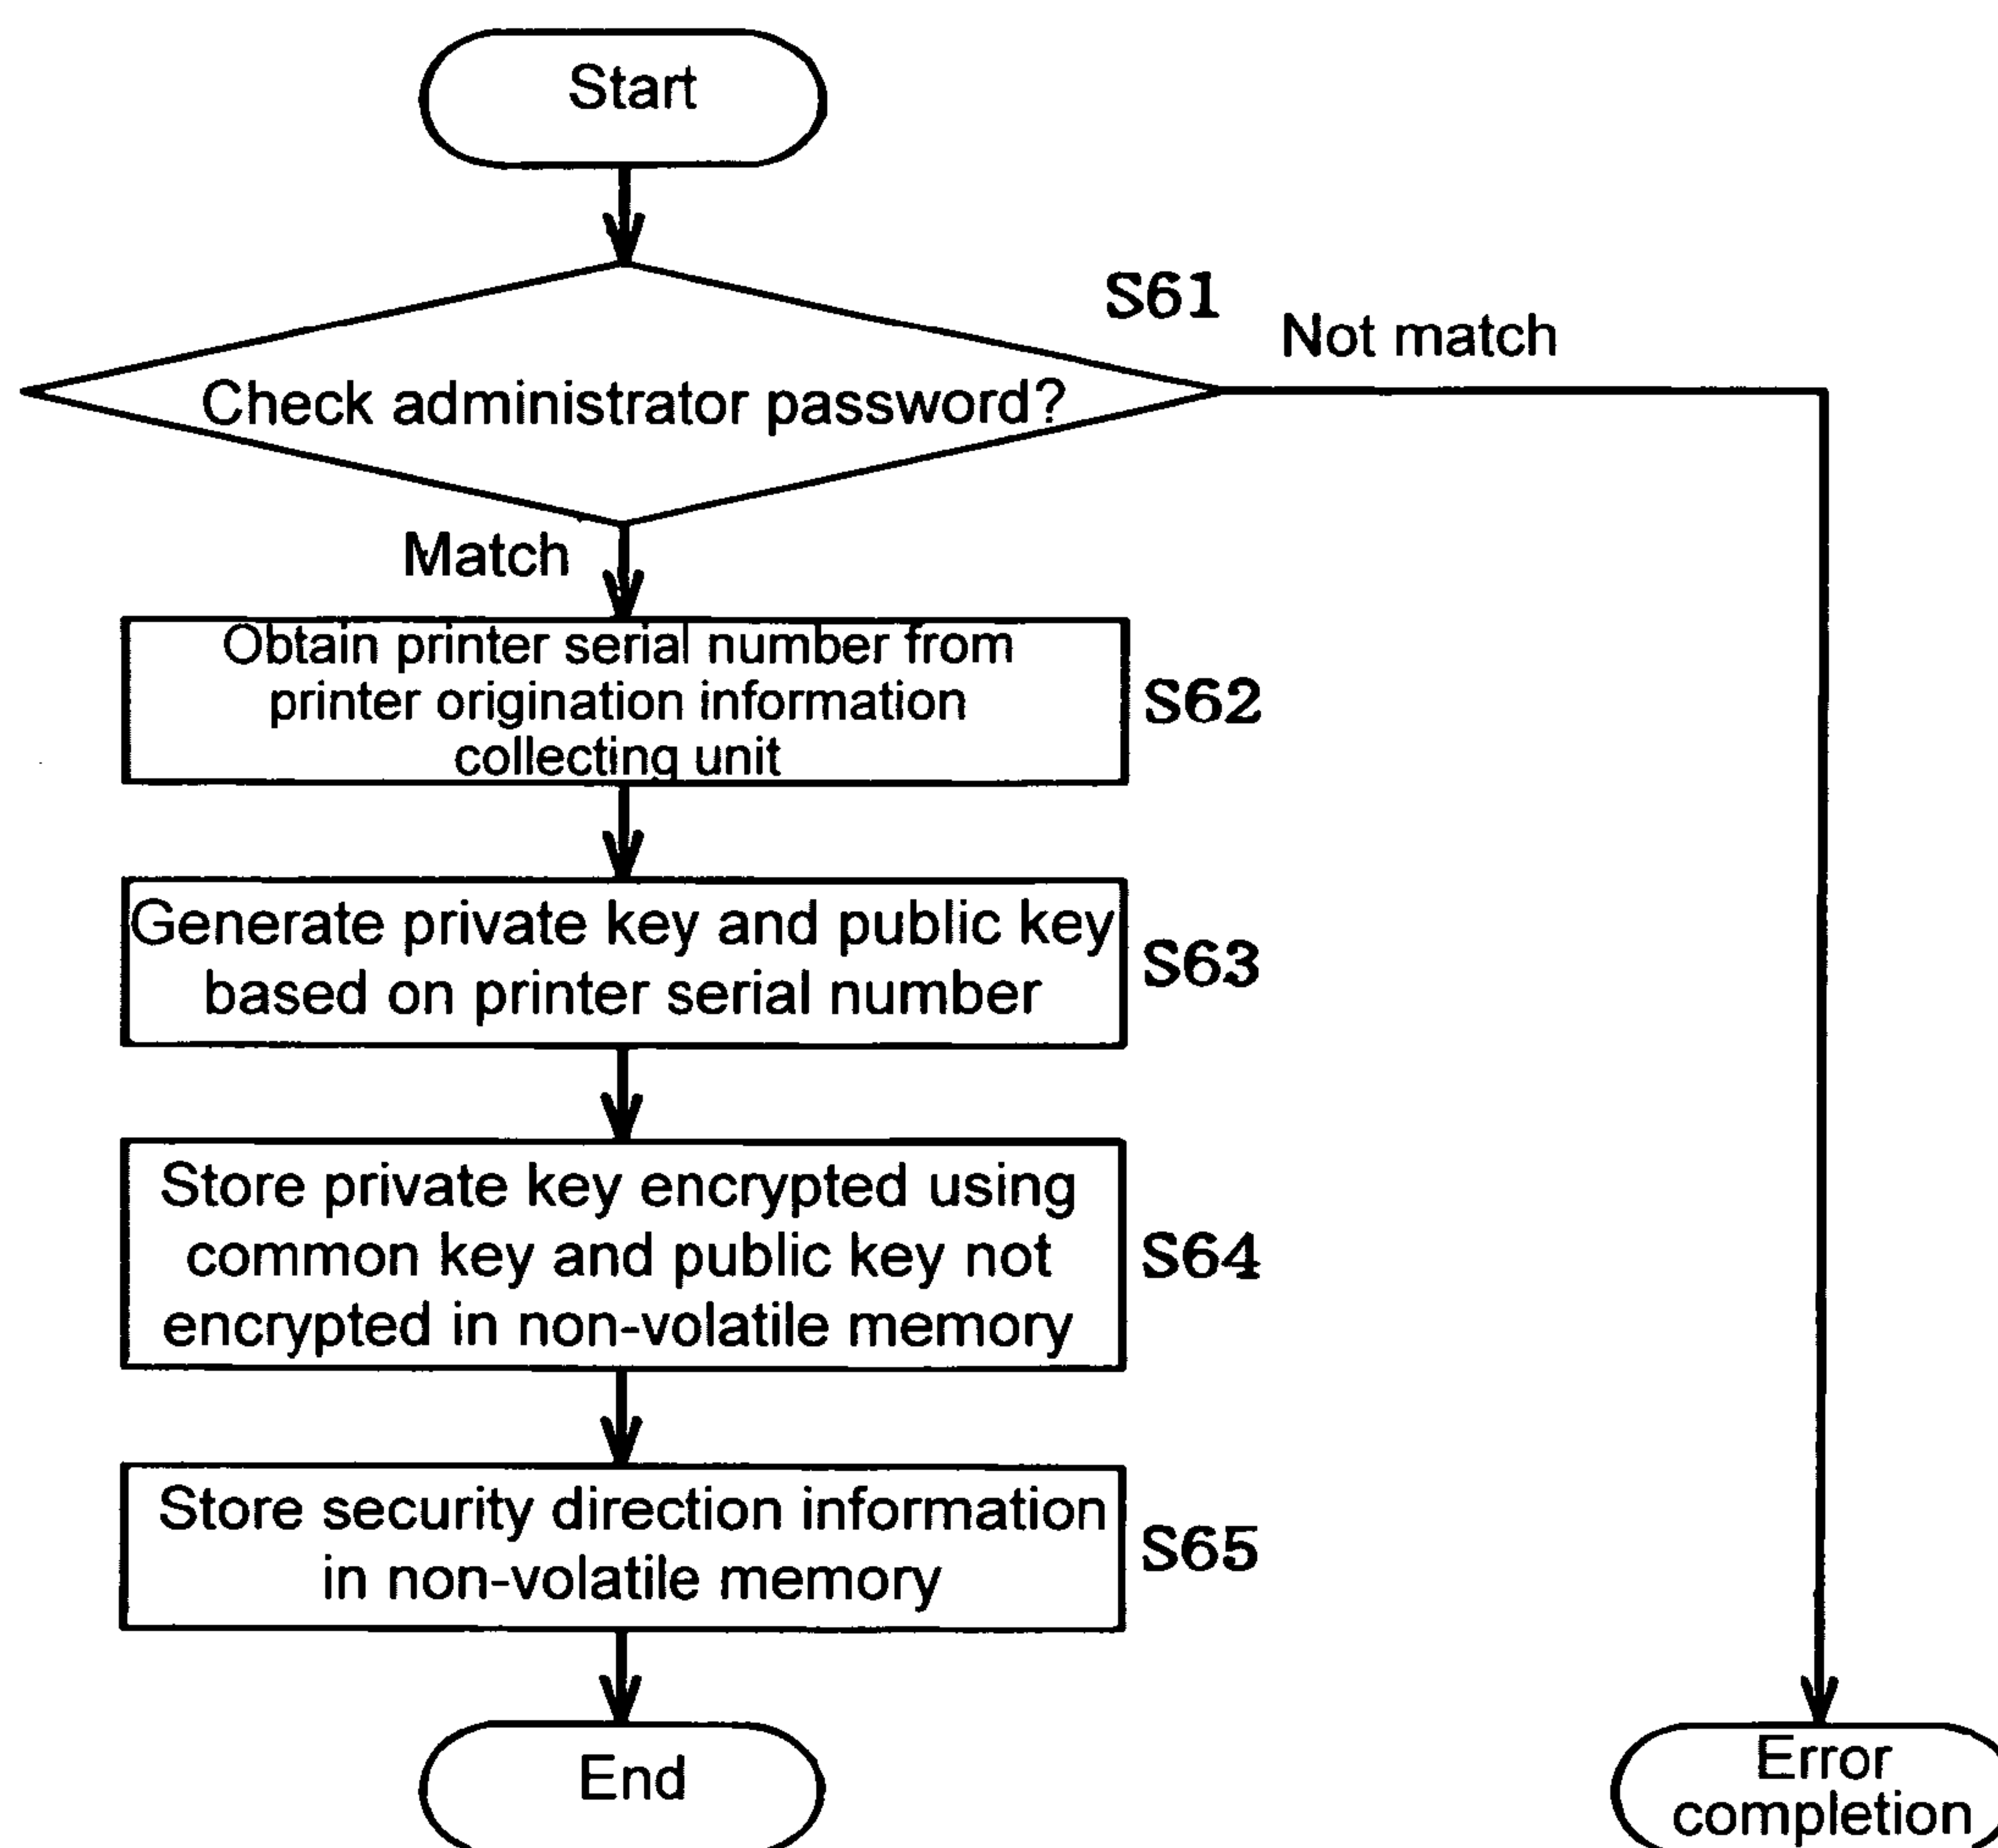 Start
S61
Not match
Check administrator password?
Match
Obtain printer serial number from
printer origination information
collecting unit
S62
Generate private key and public key
based on printer serial number
S63
Store private key encrypted using
common key and public key not
encrypted in non-volatile memory
S64
Store security direction information
in non-volatile memory
S65
End
Error
completion